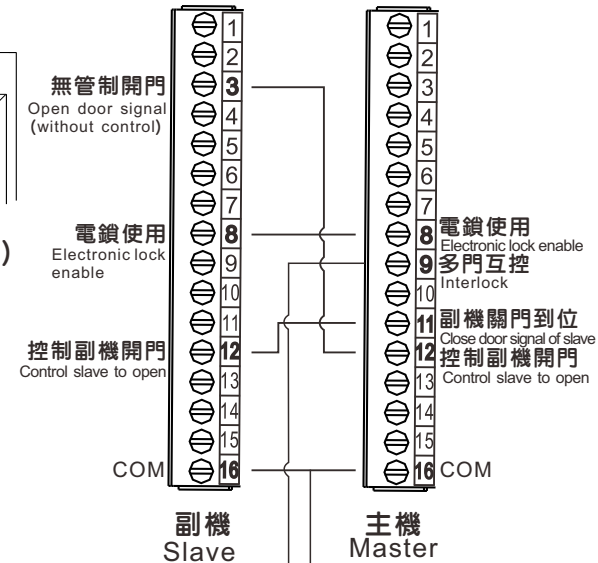 無管制開門
Open door signal
(without control)
電鎖使用
Electronic lock
enable
)
控制副機開門
Control slave to open
COM
1
2
3
4
5
6
7
8
9
10
11
12
13
14
15
16
副機
Slave
1
2
3
4
5
6
7
8
9
10
11
12
13
14
15
16
電鎖使用
Electronic lock enable
多門互控
Interlock
副機關門到位
Close door signal of slave
控制副機開門
Control slave to open
COM
主機
Master